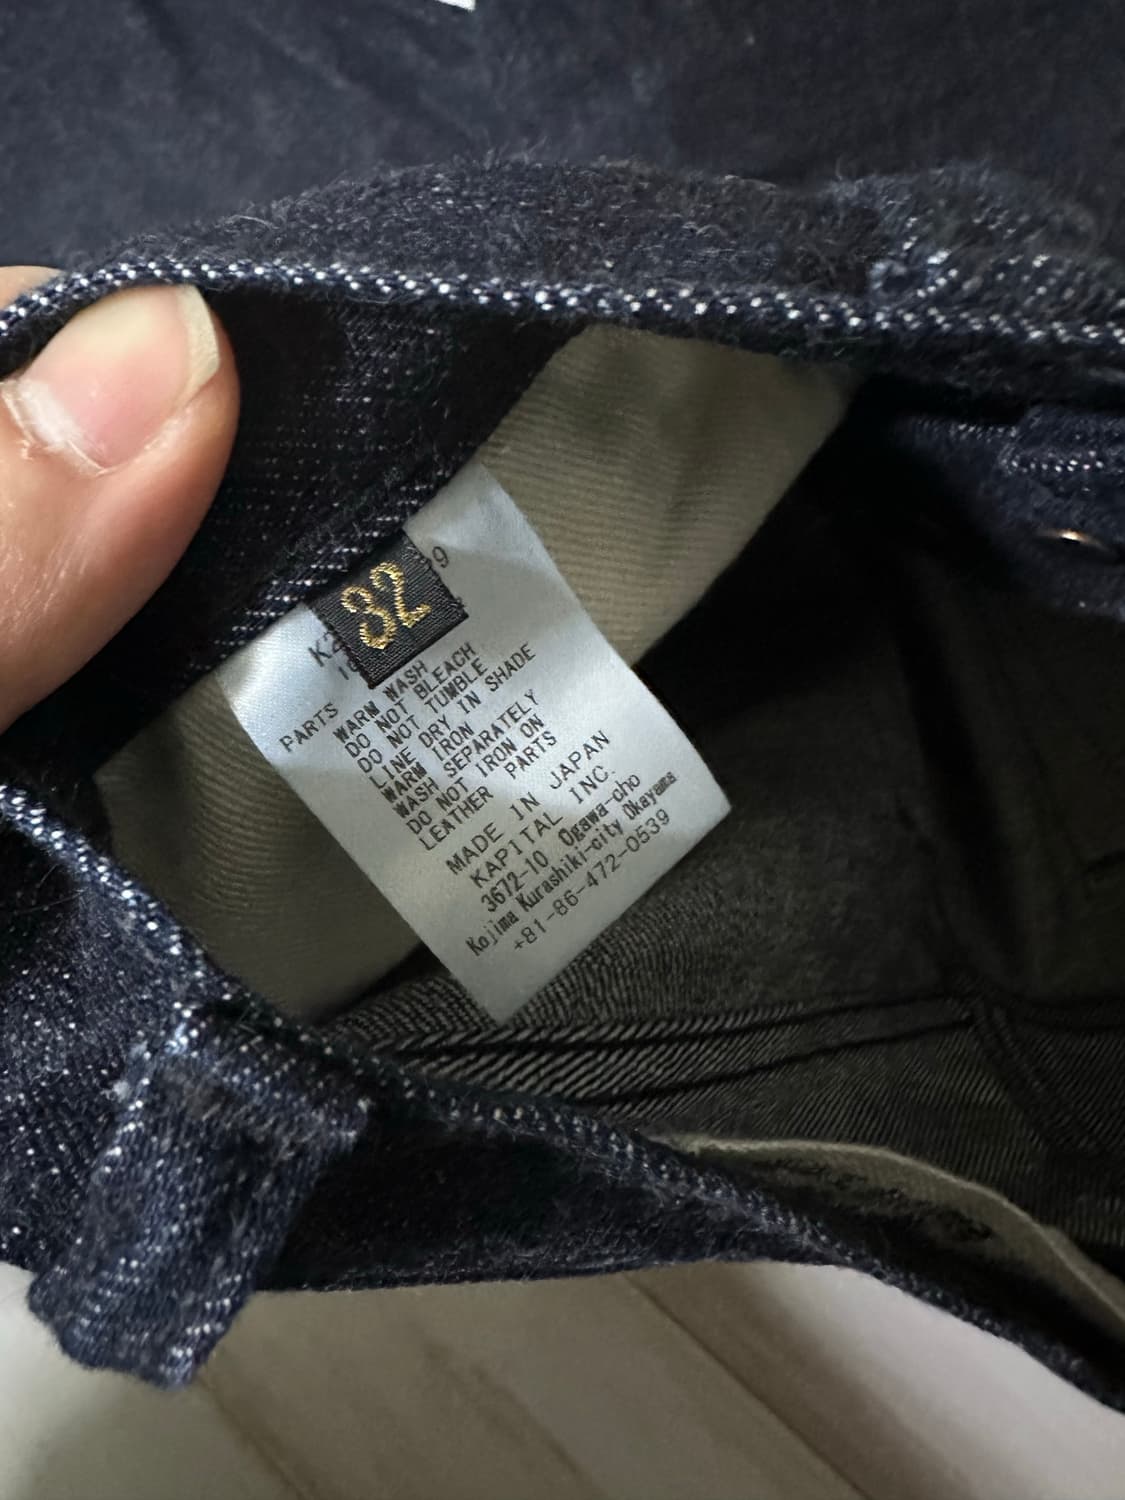 32
9
PARTS
WARM WASH
DO NOT BLEACH
DO NOT TUMBLE
LINE DRY IN SHADE
WARM IRON
WASH SEPARATELY
DO NOT IRON ON
LEATHER PARTS
MADE IN JAPAN
KAPITAL INC.
3672-10 Ogawa-cho
Kojima Kurashiki-city Okayama
+81-86-472-0539